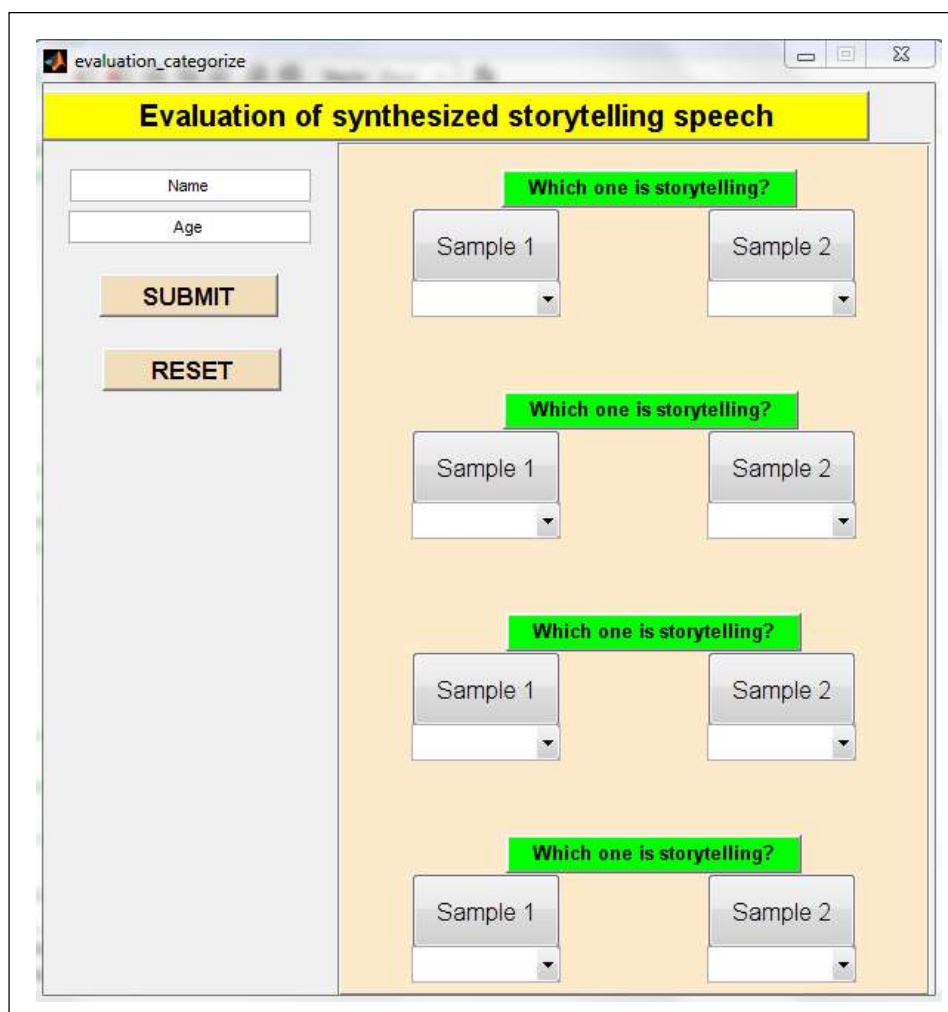 evaluation_categorize
Evaluation of synthesized storytelling speech
Name
Age
SUBMIT
RESET
Which one is storytelling?
Sample 1 Sample 2
Which one is storytelling?
Sample 1 Sample 2
Which one is storytelling?
Sample 1 Sample 2
Which one is storytelling?
Sample 1 Sample 2